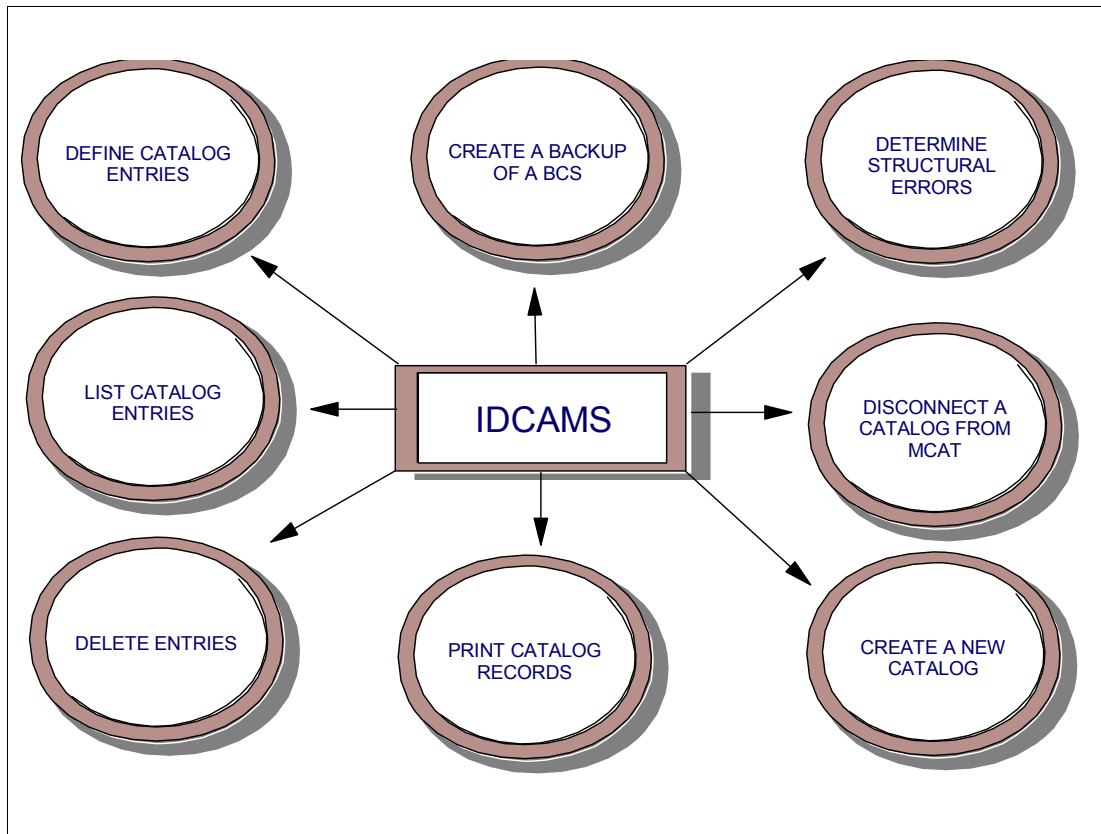 DEFINE CATALOG
ENTRIES
CREATE A BACKUP
OF A BCS
DETERMINE
STRUCTURAL
ERRORS
LIST CATALOG
ENTRIES
IDCAMS
DISCONNECT A
CATALOG FROM
MCAT
DELETE ENTRIES
PRINT CATALOG
RECORDS
CREATE A NEW
CATALOG